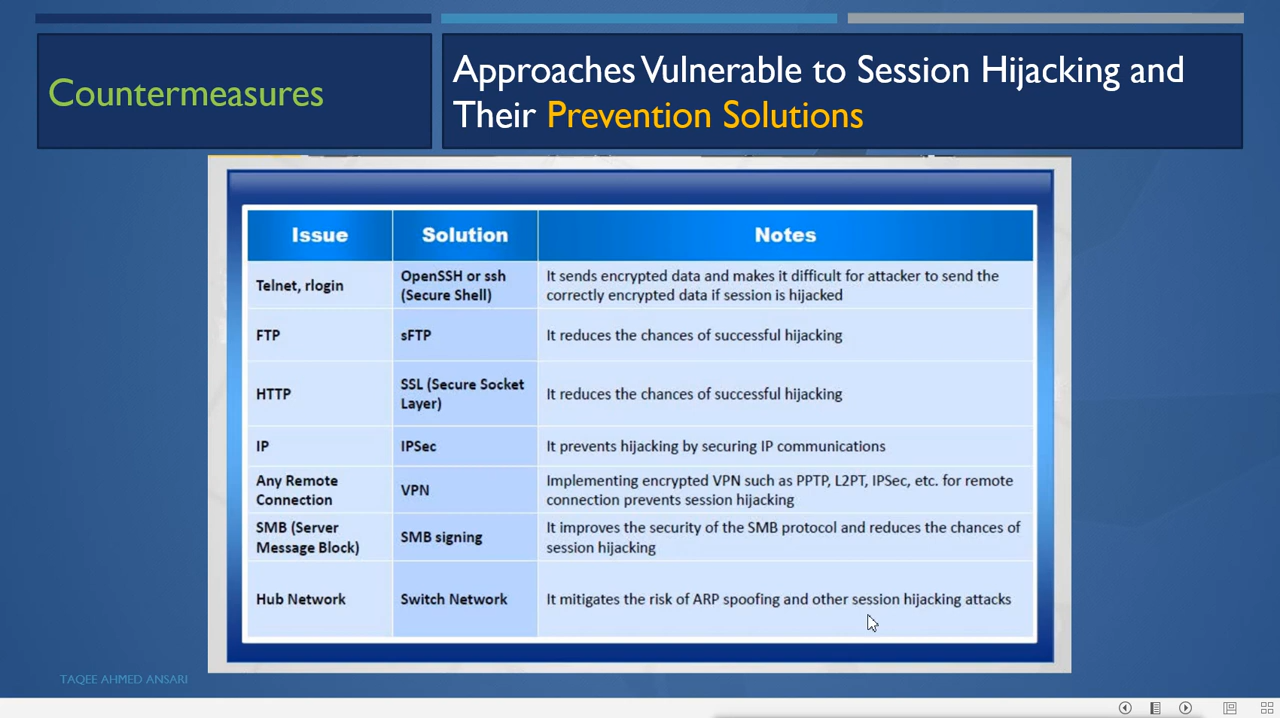 Countermeasures
Approaches Vulnerable to Session Hijacking and
Their Prevention Solutions
Issue
Solution
Notes
Telnet, rlogin
OpenSSH or ssh
(Secure Shell)
It sends encrypted data and makes it difficult for attacker to send the
correctly encrypted data if session is hijacked
FTP
sFTP
It reduces the chances of successful hijacking
HTTP
SSL (Secure Socket
Layer)
It reduces the chances of successful hijacking
IP
IPSec
It prevents hijacking by securing IP communications
Any Remote
Connection
VPN
Implementing encrypted VPN such as PPTP, L2PT, IPSec, etc. for remote
connection prevents session hijacking
SMB (Server
Message Block)
SMB signing
It improves the security of the SMB protocol and reduces the chances of
session hijacking
Hub Network
Switch Network
It mitigates the risk of ARP spoofing and other session hijacking attacks
TAQEE AHMED ANSARI